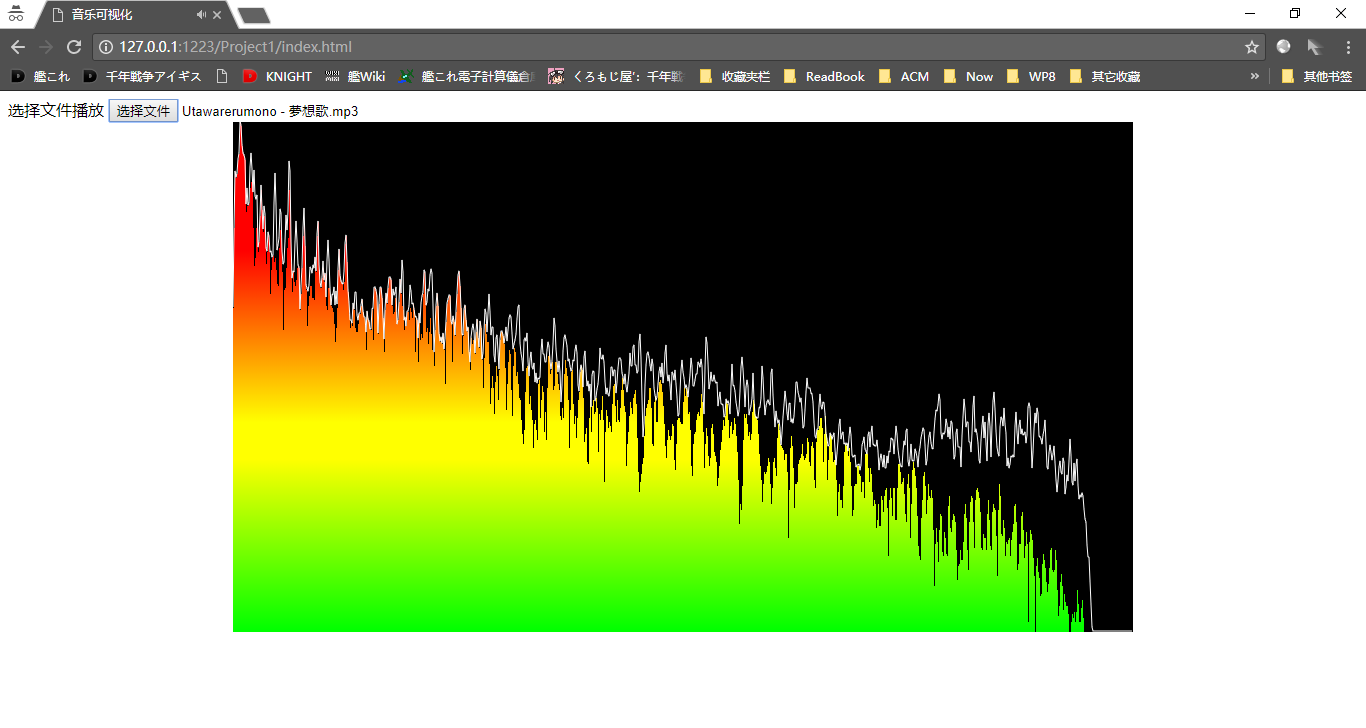 音乐可视化
127.0.0.1:1223/Project1/index.html
艦これ 千年戦争アイギス KNIGHT 艦Wiki 艦これ電子計算儀 くろもじ屋’: 千年戦 收藏夹栏 ReadBook ACM Now WP8 其它收藏 » 其他书签
选择文件播放 选择文件 Utawarerumono - 夢想歌.mp3